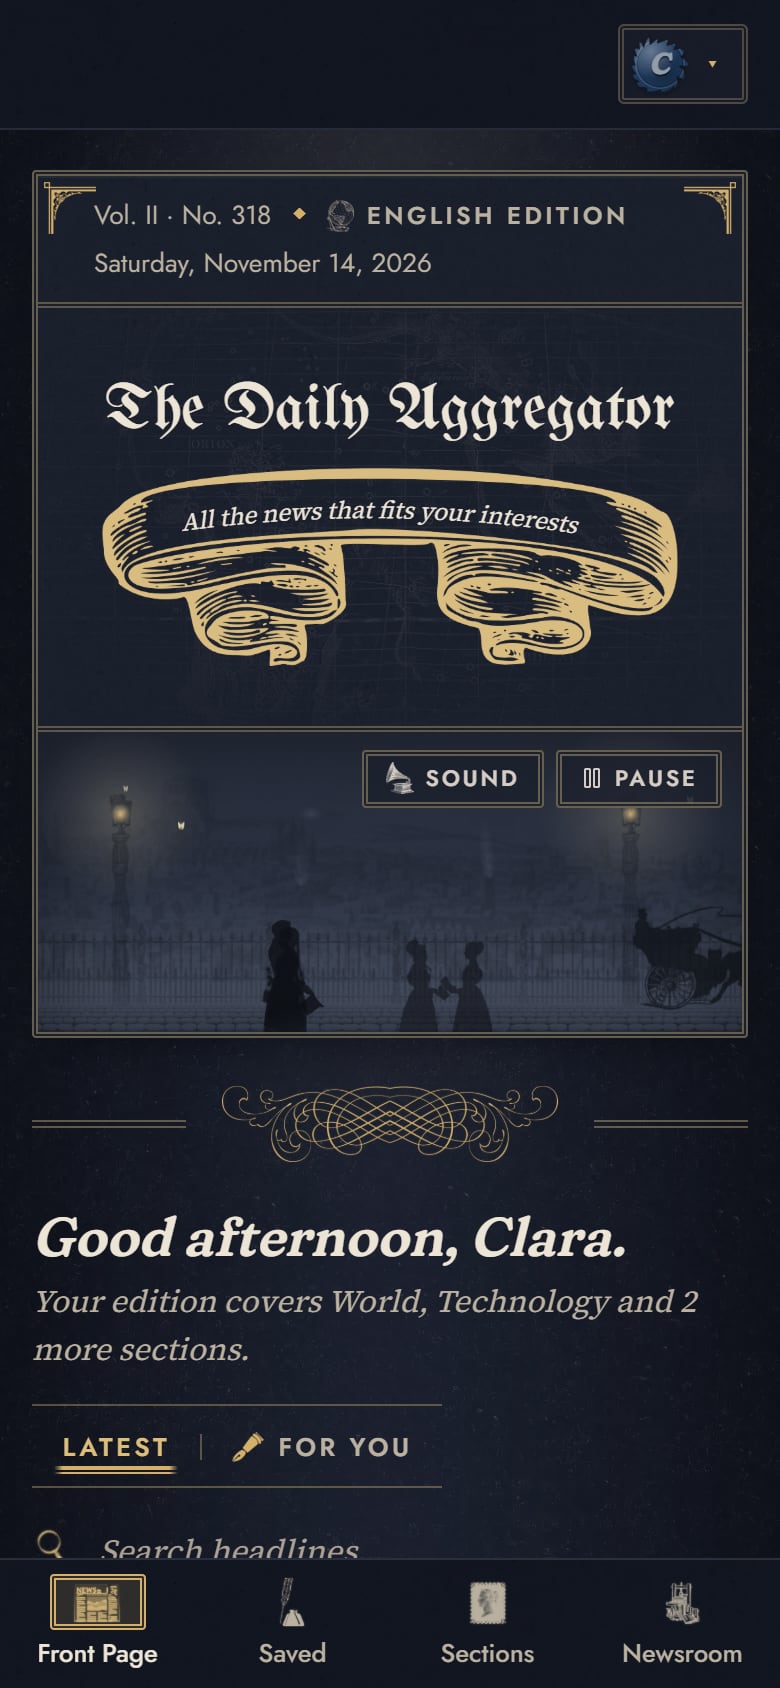 C
Vol. II · No. 318 ◆ ENGLISH EDITION
Saturday, November 14, 2026
The Daily Aggregator
All the news that fits your interests
SOUND
PAUSE
Good afternoon, Clara.
Your edition covers World, Technology and 2
more sections.
LATEST
FOR YOU
Search headlines
NEWS
Front Page
Saved
Sections
Newsroom